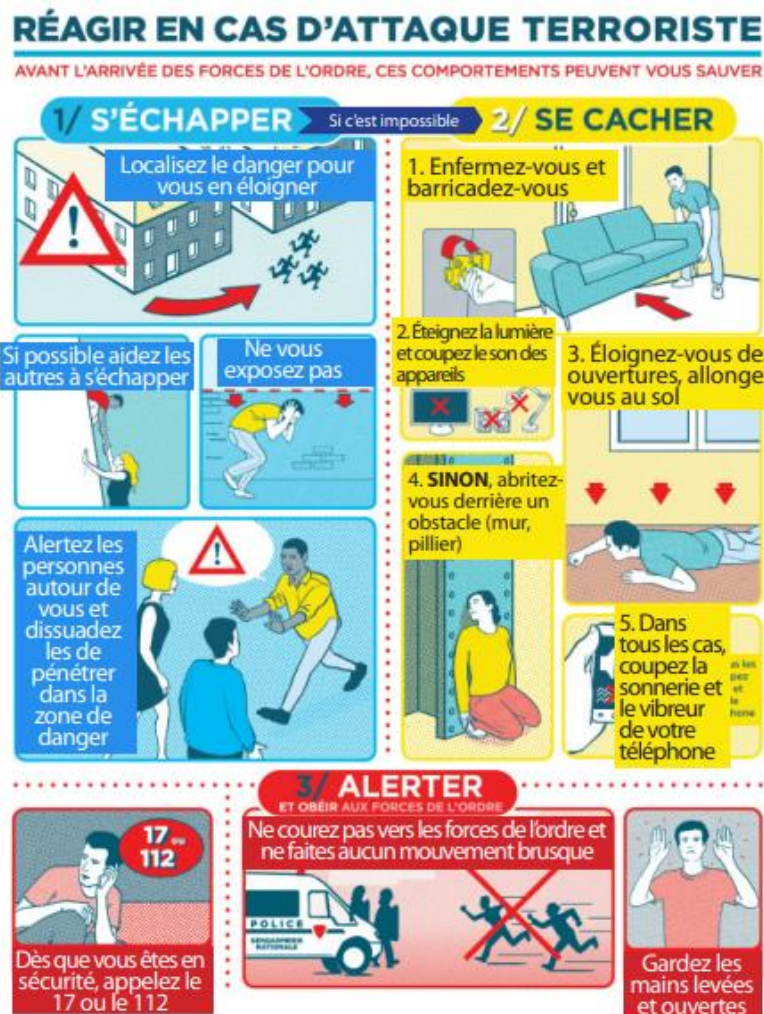 RÉAGIR EN CAS D'ATTAQUE TERRORISTE
AVANT L'ARRIVÉE DES FORCES DE L'ORDRE, CES COMPORTEMENTS PEUVENT VOUS SAUVER
1/ S'ÉCHAPPER
Si c'est impossible
2/ SE CACHER
Localisez le danger pour
vous en éloigner
Si possible aidez les
autres à s'échapper
Ne vous
exposez pas
Alertez les
personnes
autour de
vous et
dissuadez
les de
pénétrer
dans la
zone de
danger
1. Enfermez-vous et
barricadez-vous
2. Éteignez la lumière
et coupez le son des
appareils
3. Éloignez-vous de
ouvertures, allonge
vous au sol
4. SINON, abritez-
vous derrière un
obstacle (mur,
pillier)
5. Dans
tous les cas,
coupez la
sonnerie et
le vibreur
de votre
téléphone
3/ ALERTER
ET OBÉIR AUX FORCES DE L'ORDRE
17 ou
112
Dès que vous êtes en
sécurité, appelez le
17 ou le 112
Ne courez pas vers les forces de l'ordre et
ne faites aucun mouvement brusque
POLICE
GENDARMERIE
NATIONALE
Gardez les
mains levées
et ouvertes